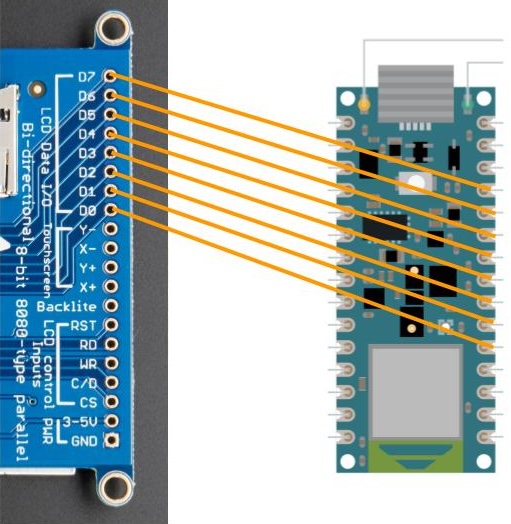 D7
D6
D5
D4
D3
D2
D1
D0
Y-
X-
Y+
X+
Backlite
RST
RD
WR
C/D
CS
3-5V
GND
LCD Data I/O
Touchscreen
LCD control
Inputs
PWR
Bi-directional 8-bit 8080-type parallel